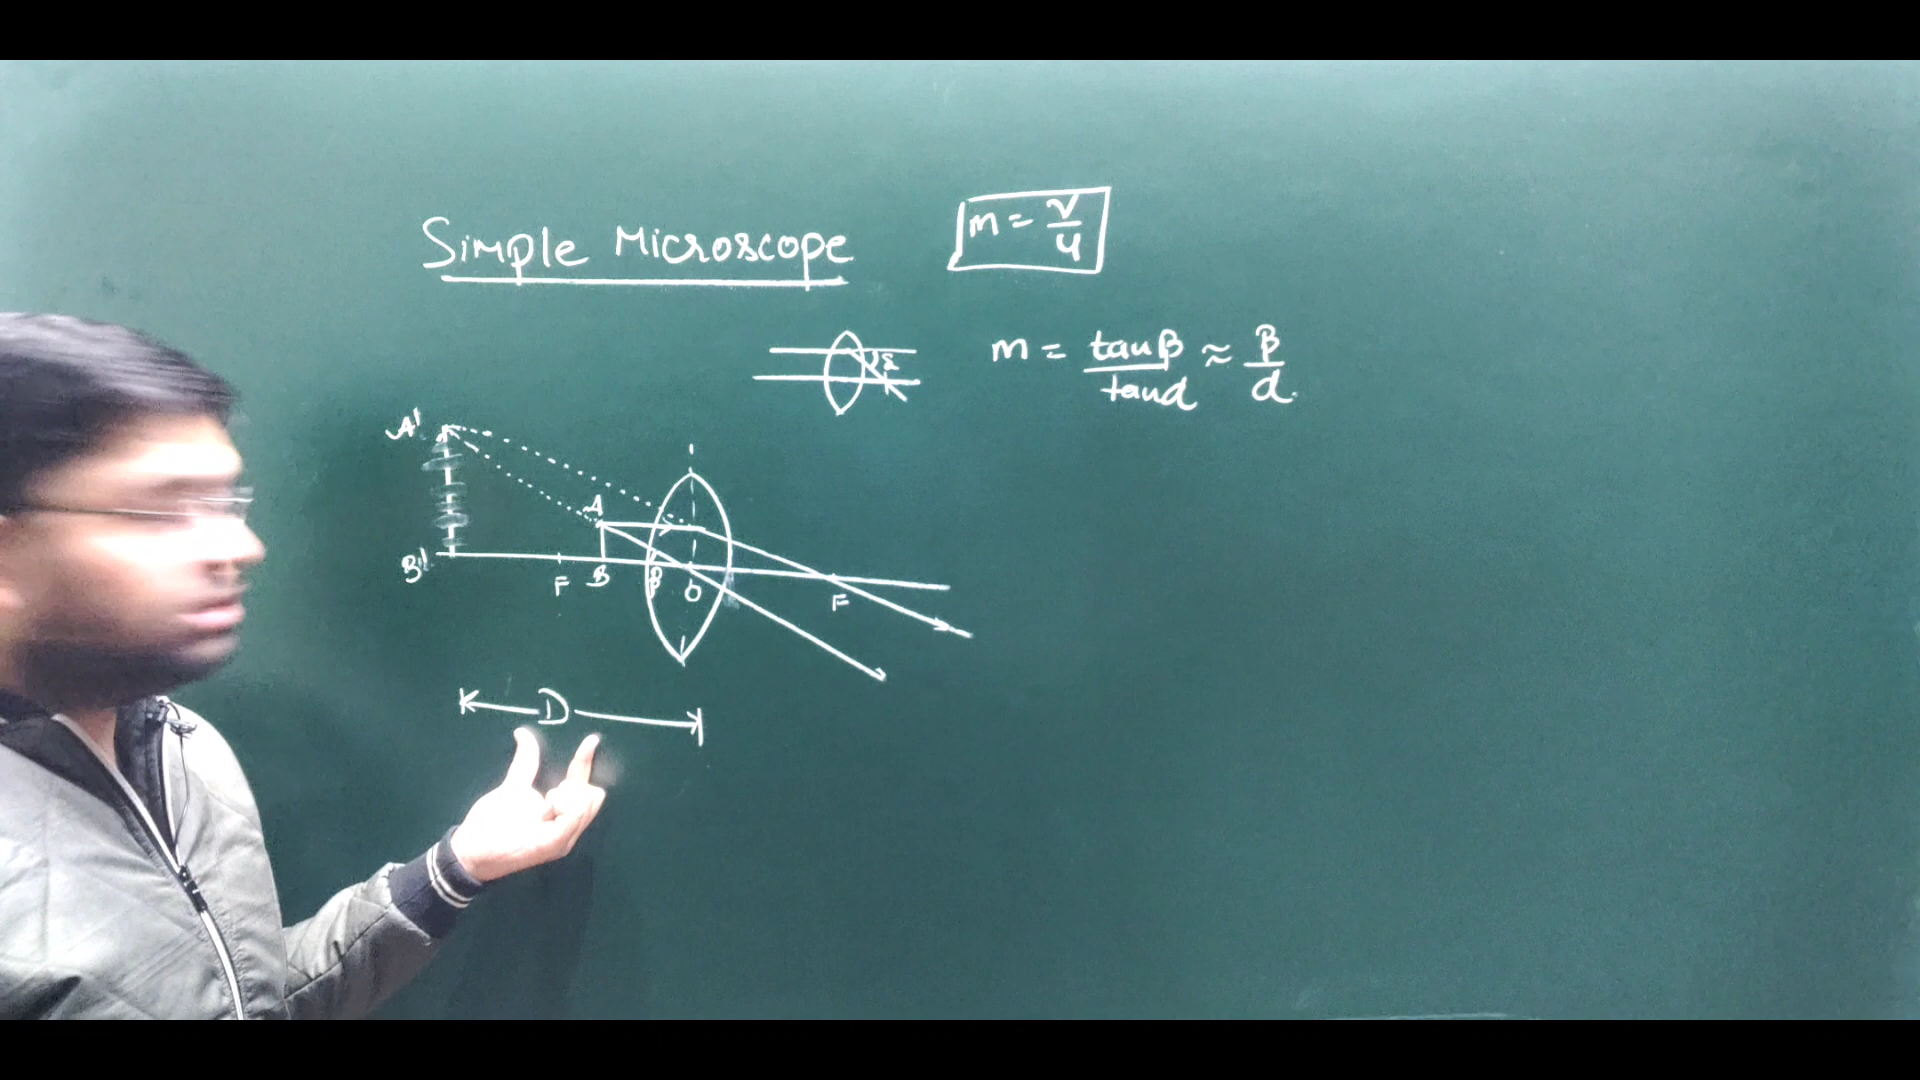 Simple Microscope
m = v/u
δ
m = tanβ/tanα ≈ β/α
A'
A
B'
F B β O F
D